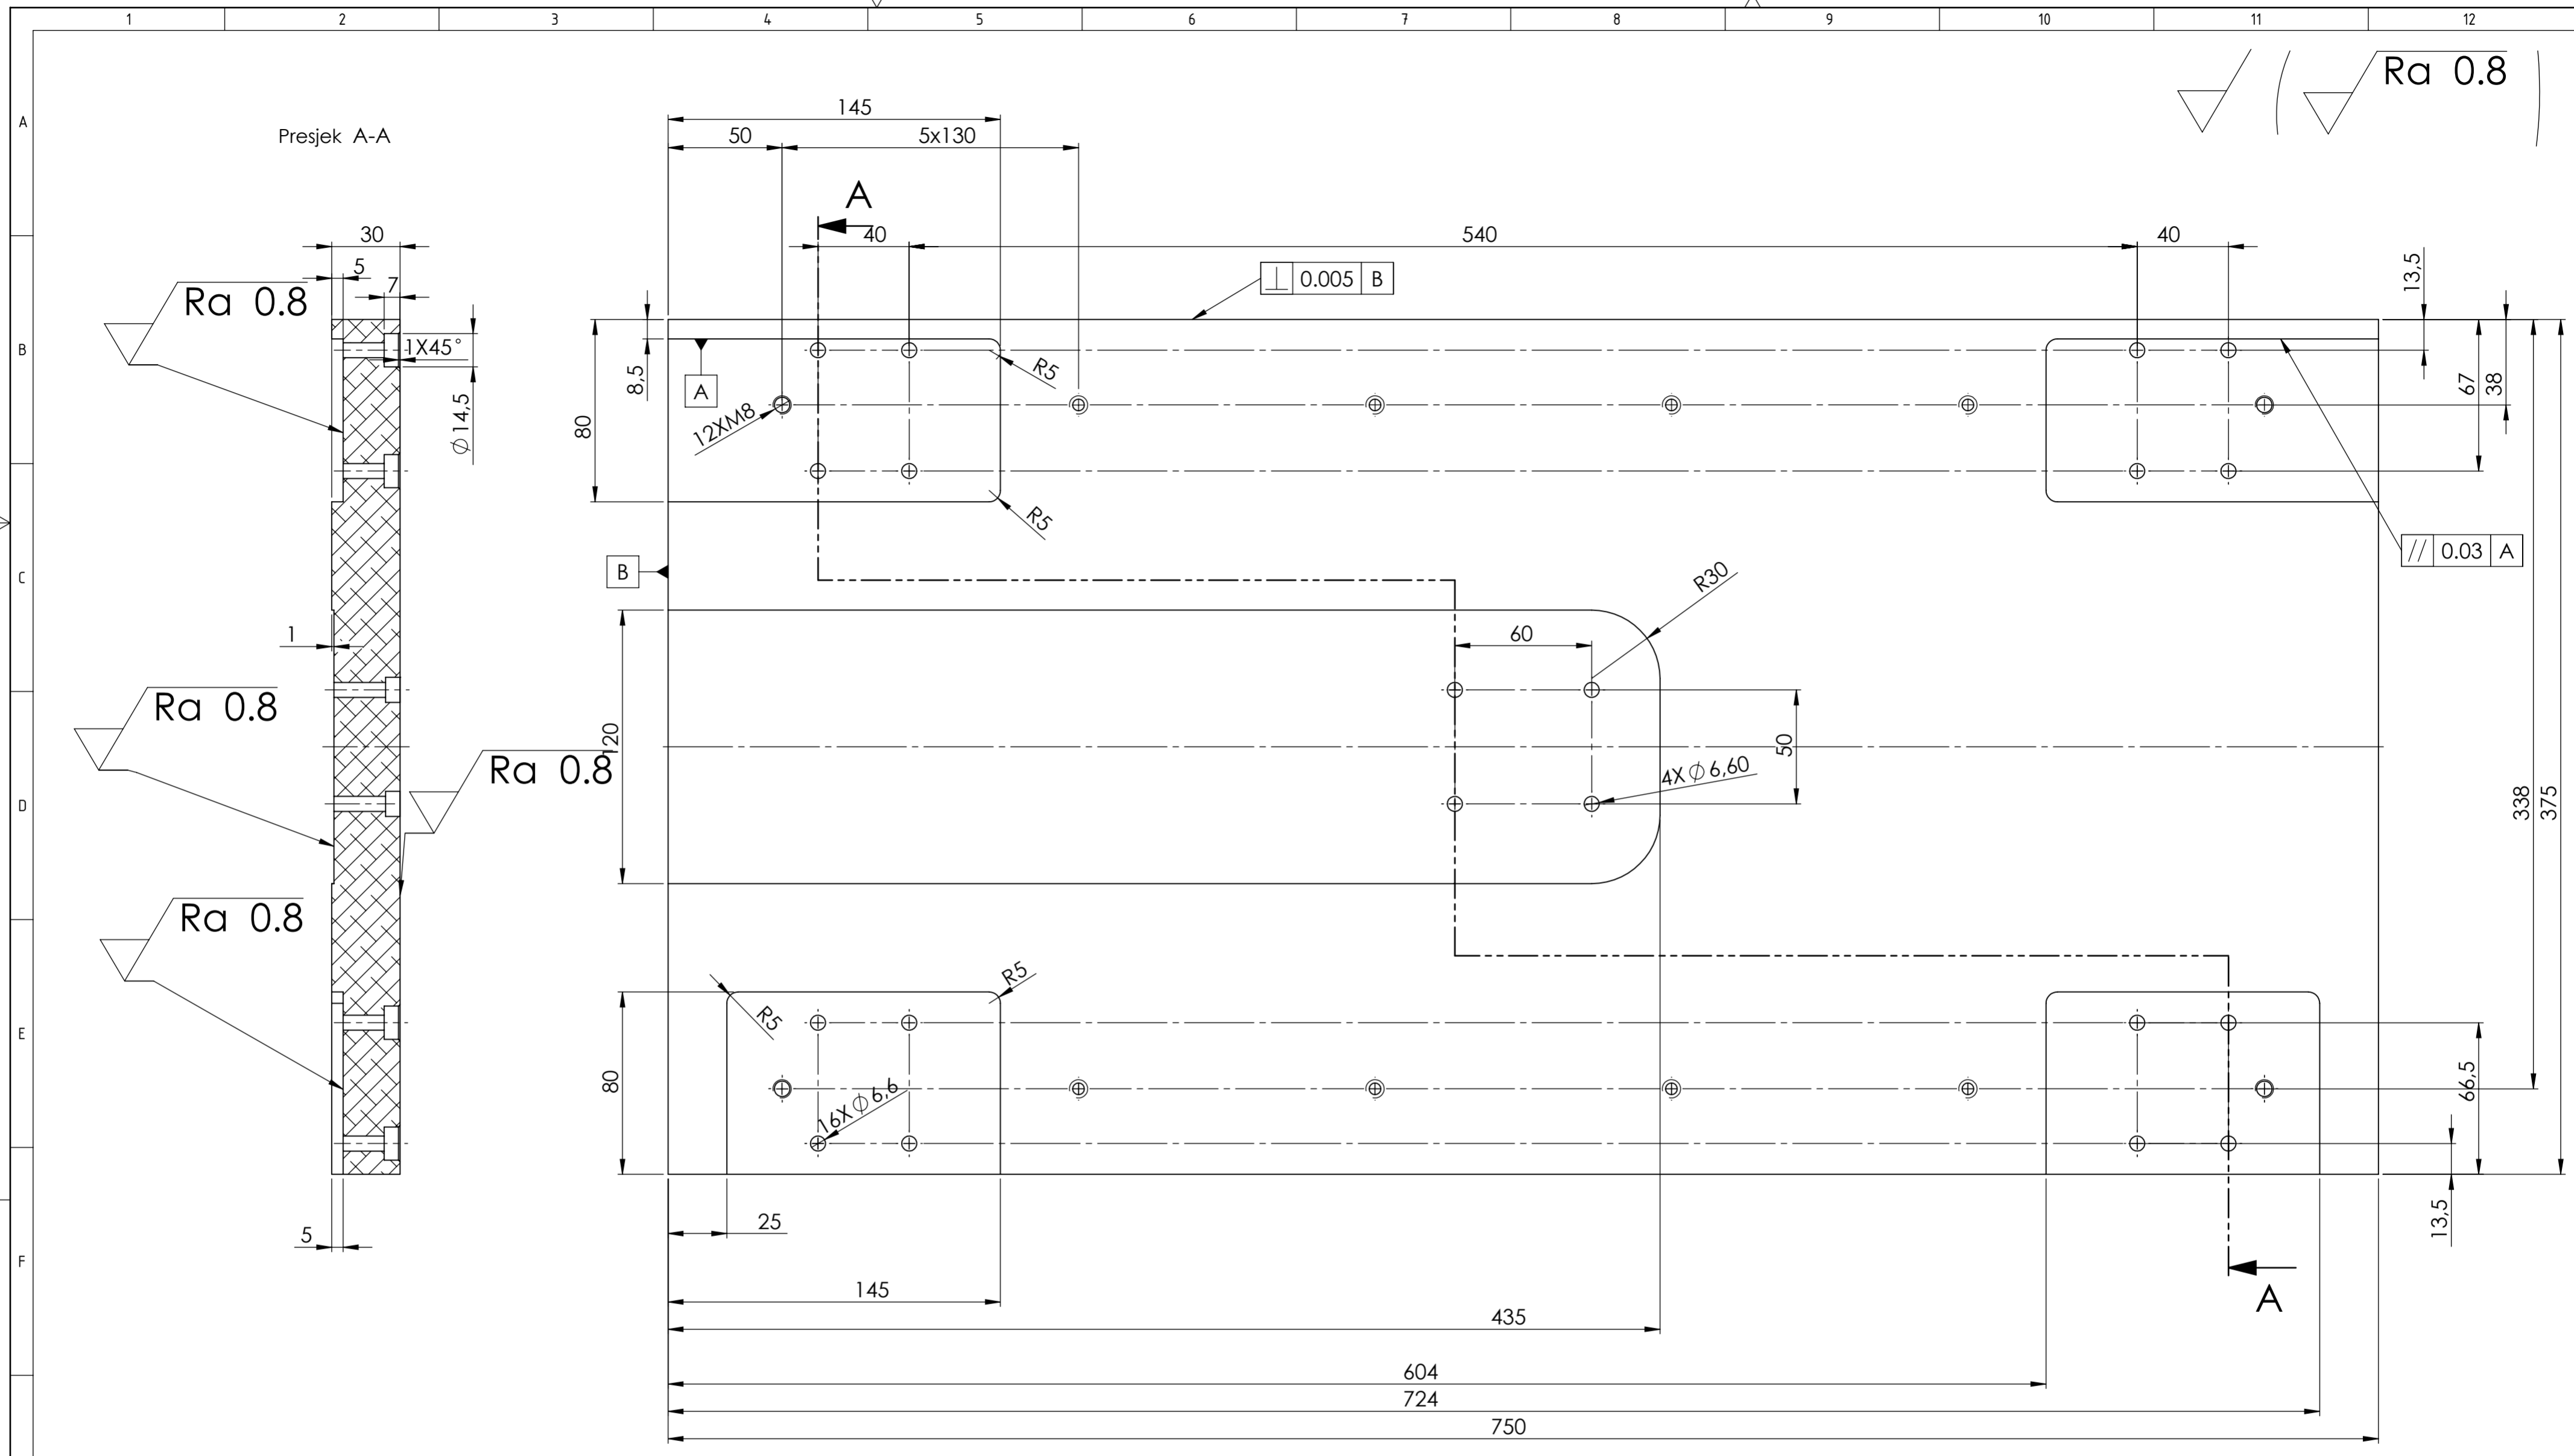 1 2 3 4 5 6 7 8 9 10 11 12
Ra 0.8
A
Presjek A-A
145
50 5x130
A
30
40 540 40
5
7
⊥ 0.005 B
13,5
Ra 0.8
B
1X45°
8,5
A
R5
67
38
Ø14,5
80
12XM8
R5
// 0.03 A
C
B
R30
1
60
Ra 0.8
120
50
Ra 0.8
4XØ6,60
D
338
375
Ra 0.8
R5
R5
E
80
16XØ6,6
66,5
25
13,5
5
F
145
A
435
604
724
750